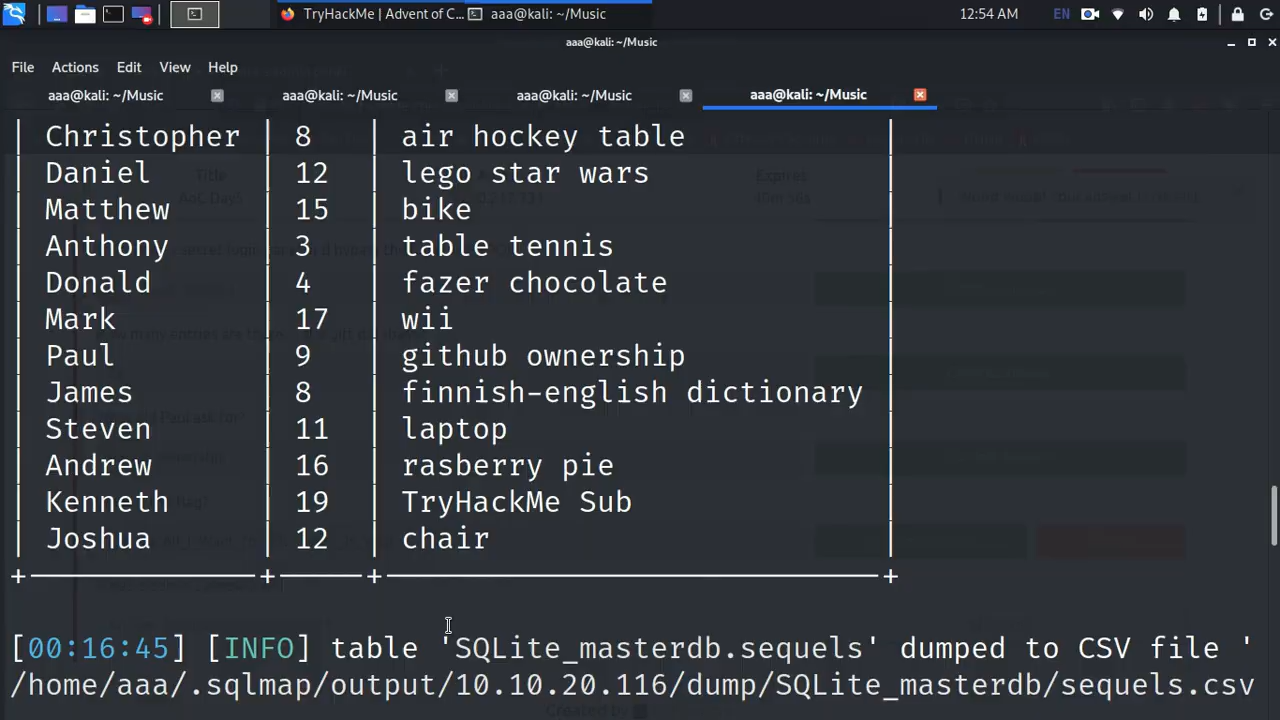 TryHackMe | Advent of C...
aaa@kali: ~/Music
12:54 AM
EN
aaa@kali: ~/Music
File Actions Edit View Help
aaa@kali: ~/Music
aaa@kali: ~/Music
aaa@kali: ~/Music
aaa@kali: ~/Music
| Christopher | 8 | air hockey table |
| Daniel | 12 | lego star wars |
| Matthew | 15 | bike |
| Anthony | 3 | table tennis |
| Donald | 4 | fazer chocolate |
| Mark | 17 | wii |
| Paul | 9 | github ownership |
| James | 8 | finnish-english dictionary |
| Steven | 11 | laptop |
| Andrew | 16 | rasberry pie |
| Kenneth | 19 | TryHackMe Sub |
| Joshua | 12 | chair |
[00:16:45] [INFO] table 'SQLite_masterdb.sequels' dumped to CSV file '
/home/aaa/.sqlmap/output/10.10.20.116/dump/SQLite_masterdb/sequels.csv
Created by